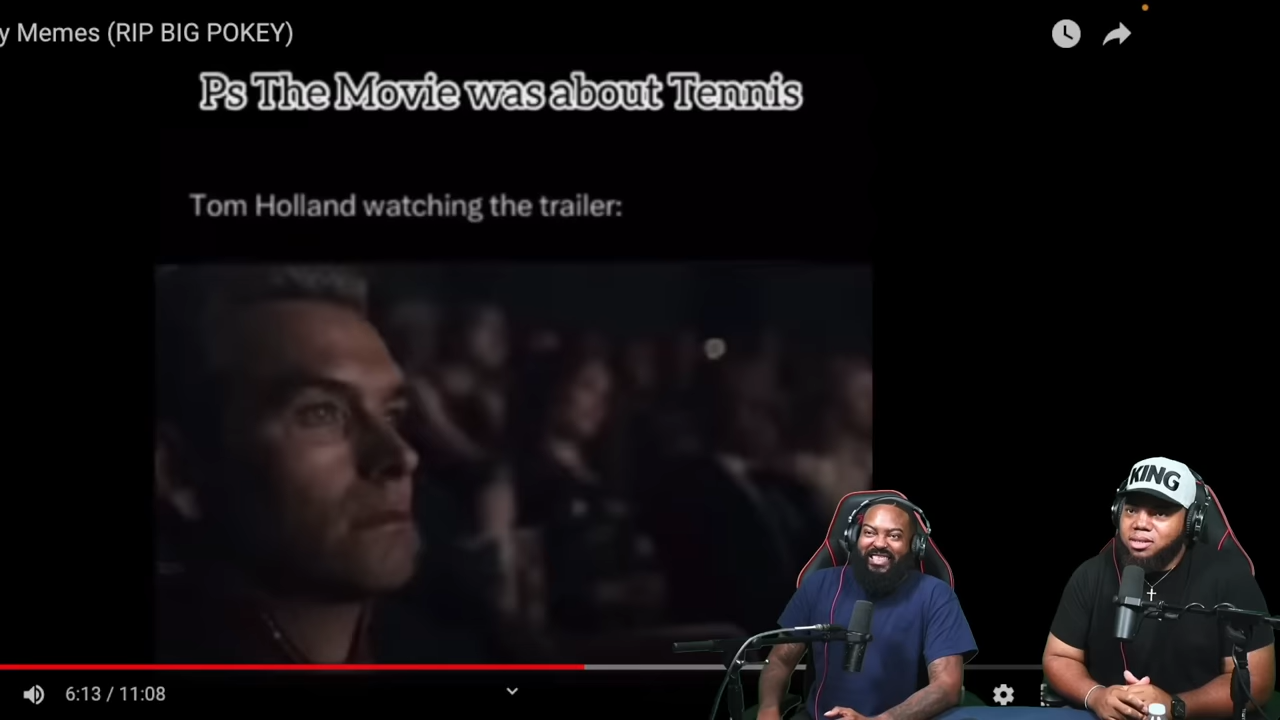 y Memes (RIP BIG POKEY)
Ps The Movie was about Tennis
Tom Holland watching the trailer:
KING
6:13 / 11:08